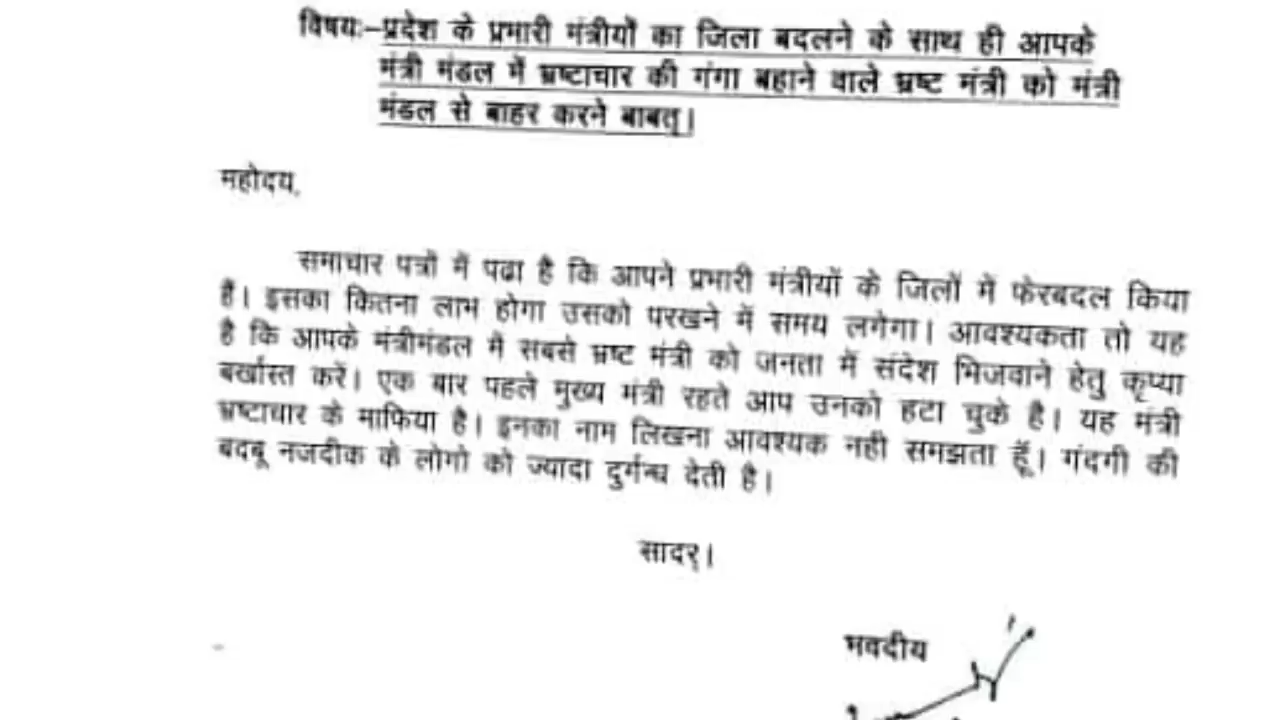 विषयः–प्रदेश के प्रभारी मंत्रीयों का जिला बदलने के साथ ही आपके
मंत्री मंडल में भ्रष्टाचार की गंगा बहाने वाले भ्रष्ट मंत्री को मंत्री
मंडल से बाहर करने बाबत्।
महोदय,
समाचार पत्रों में पढा है कि आपने प्रभारी मंत्रीयों के जिलों में फेरबदल किया
हैं। इसका कितना लाभ होगा उसको परखने में समय लगेगा। आवश्यकता तो यह
है कि आपके मंत्रीमंडल में सबसे भ्रष्ट मंत्री को जनता में संदेश भिजवाने हेतु कृप्या
बर्खास्त करें। एक बार पहले मुख्य मंत्री रहते आप उनको हटा चुके है। यह मंत्री
भ्रष्टाचार के माफिया है। इनका नाम लिखना आवश्यक नही समझता हूँ। गंदगी की
बदबू नजदीक के लोगो को ज्यादा दुर्गन्ध देती है।
सादर्।
भवदीय